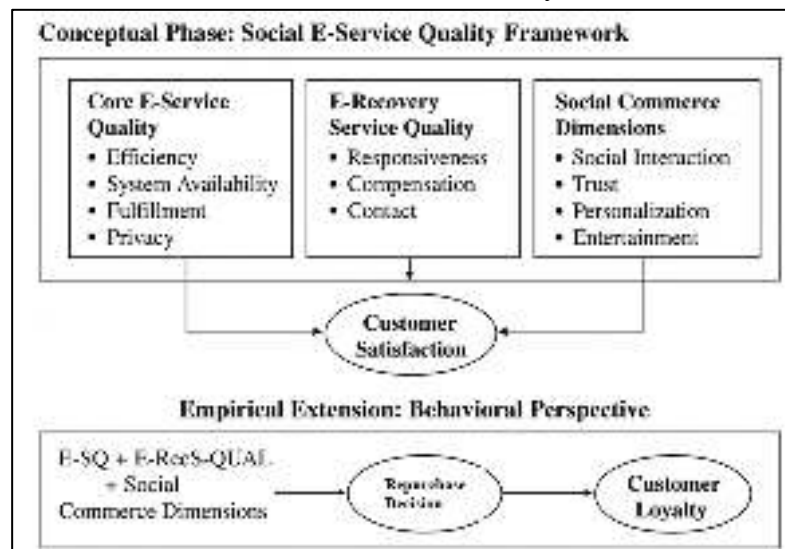 Conceptual Phase: Social E-Service Quality Framework
Core E-Service
Quality
• Efficiency
• System Availability
• Fulfillment
• Privacy
E-Recovery
Service Quality
• Responsiveness
• Compensation
• Contact
Social Commerce
Dimensions
• Social Interaction
• Trust
• Personalization
• Entertainment
Customer
Satisfaction
Empirical Extension: Behavioral Perspective
E-SQ + E-RecS-QUAL
+ Social
Commerce Dimensions
Repurchase
Decision
Customer
Loyalty